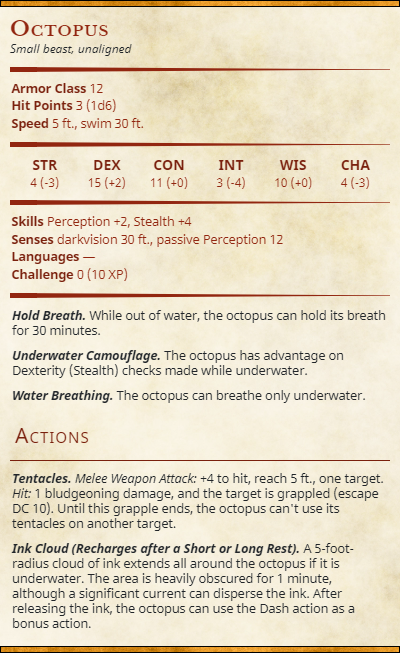 Octopus
Small beast, unaligned
Armor Class 12
Hit Points 3 (1d6)
Speed 5 ft., swim 30 ft.
STR DEX CON INT WIS CHA
4 (-3) 15 (+2) 11 (+0) 3 (-4) 10 (+0) 4 (-3)
Skills Perception +2, Stealth +4
Senses darkvision 30 ft., passive Perception 12
Languages —
Challenge 0 (10 XP)
Hold Breath. While out of water, the octopus can hold its breath
for 30 minutes.
Underwater Camouflage. The octopus has advantage on
Dexterity (Stealth) checks made while underwater.
Water Breathing. The octopus can breathe only underwater.
Actions
Tentacles. Melee Weapon Attack: +4 to hit, reach 5 ft., one target.
Hit: 1 bludgeoning damage, and the target is grappled (escape
DC 10). Until this grapple ends, the octopus can't use its
tentacles on another target.
Ink Cloud (Recharges after a Short or Long Rest). A 5-foot-
radius cloud of ink extends all around the octopus if it is
underwater. The area is heavily obscured for 1 minute,
although a significant current can disperse the ink. After
releasing the ink, the octopus can use the Dash action as a
bonus action.